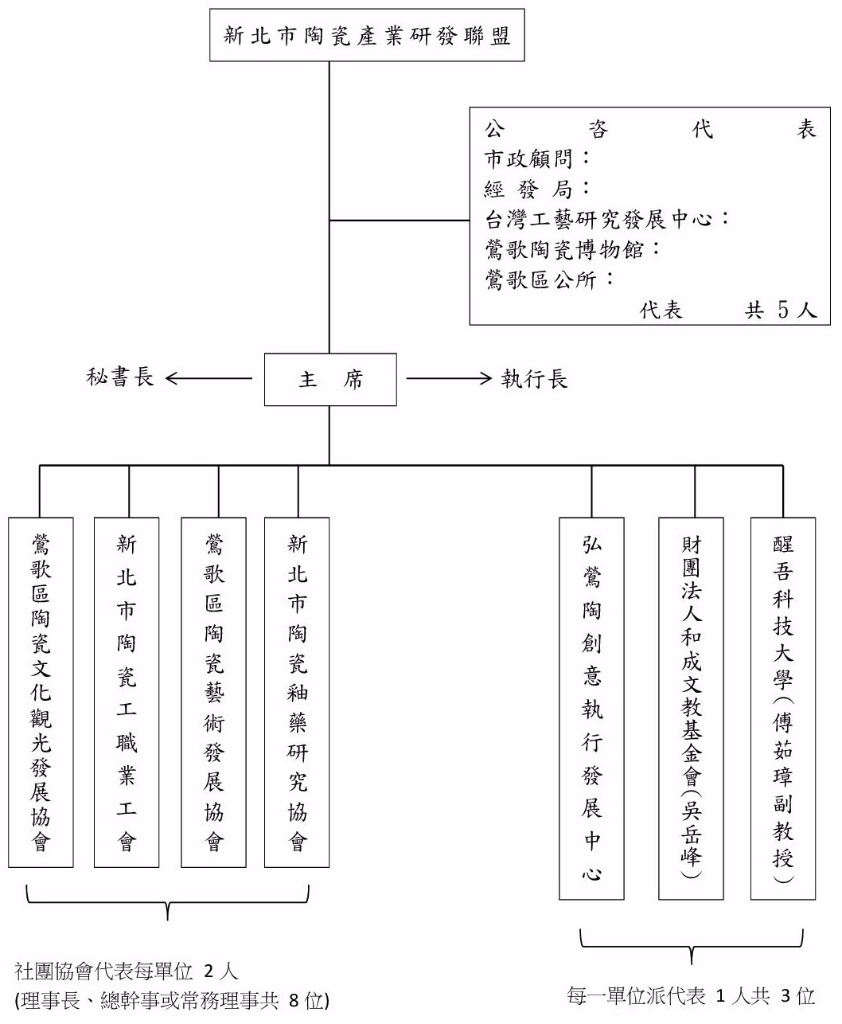 新北市陶瓷產業研發聯盟
公咨代表
市政顧問：
經發局：
台灣工藝研究發展中心：
鶯歌陶瓷博物館：
鶯歌區公所：
代表 共 5 人
秘書長
主席
執行長
鶯歌區陶瓷文化觀光發展協會
新北市陶瓷工職業工會
鶯歌區陶瓷藝術發展協會
新北市陶瓷釉藥研究協會
弘鶯陶創意執行發展中心
財團法人和成文教基金會(吳岳峰)
醒吾科技大學(傅茹璋副教授)
社團協會代表每單位 2 人
(理事長、總幹事或常務理事共 8 位)
每一單位派代表 1 人共 3 位